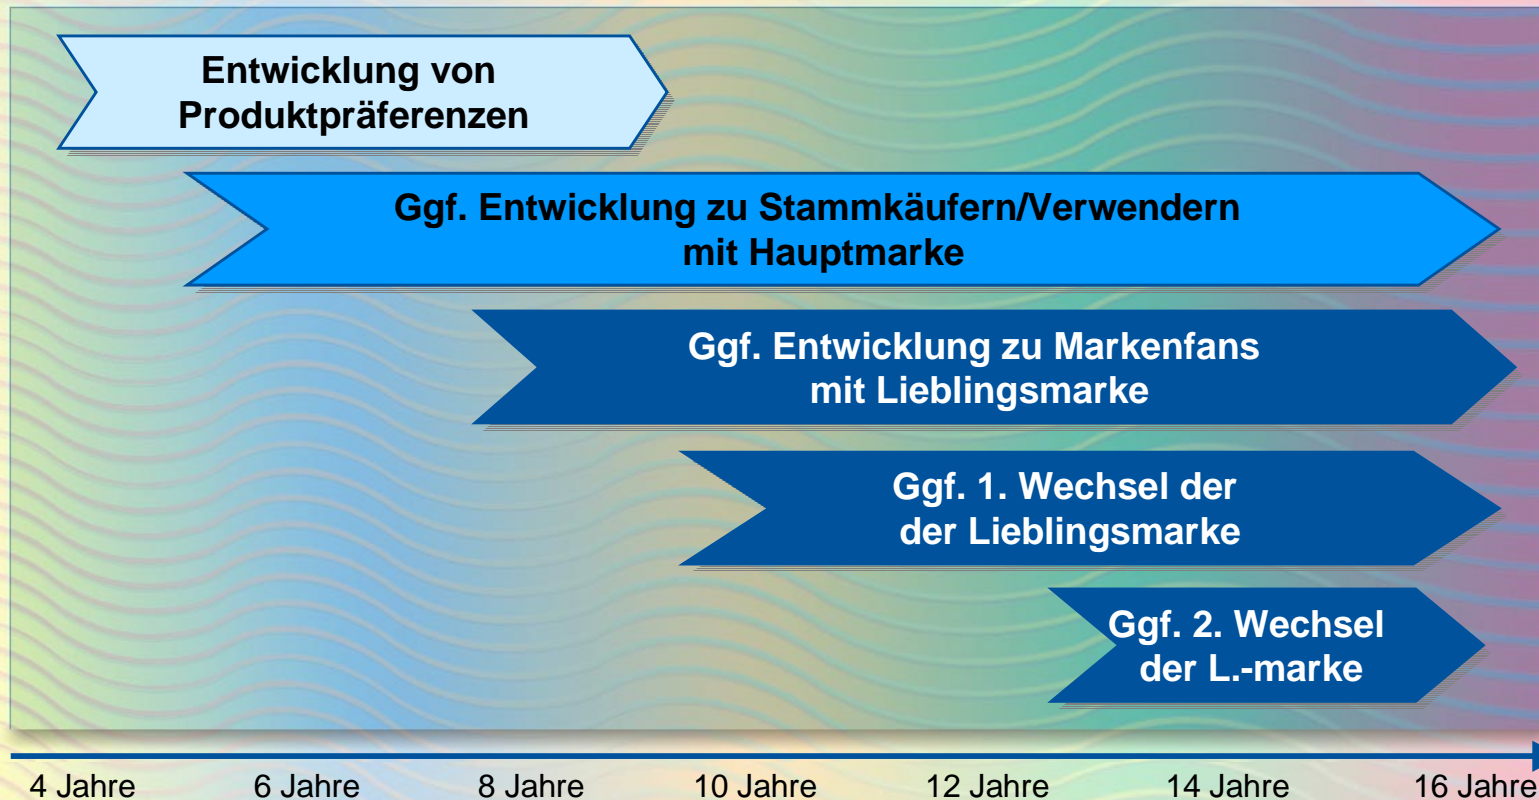 Entwicklung von
Produktpräferenzen
Ggf. Entwicklung zu Stammkäufern/Verwendern
mit Hauptmarke
Ggf. Entwicklung zu Markenfans
mit Lieblingsmarke
Ggf. 1. Wechsel der
der Lieblingsmarke
Ggf. 2. Wechsel
der L.-marke
4 Jahre 6 Jahre 8 Jahre 10 Jahre 12 Jahre 14 Jahre 16 Jahre